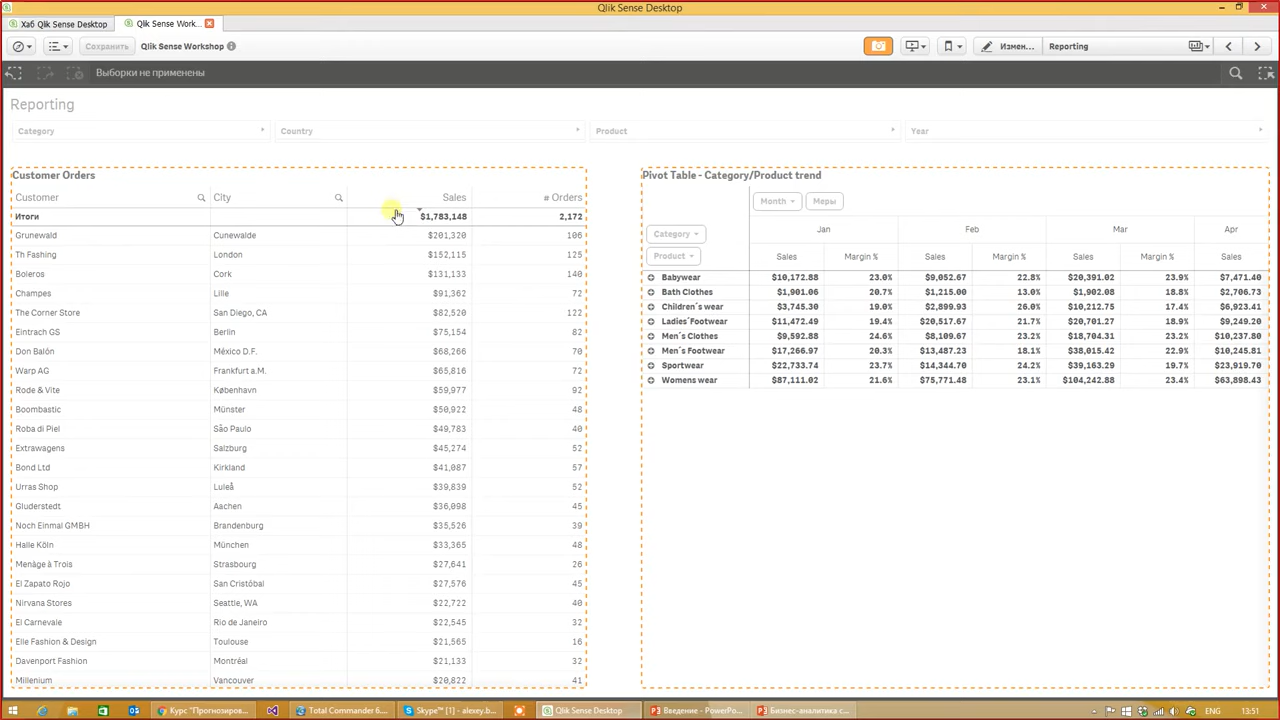 Qlik Sense Desktop
Хаб Qlik Sense Desktop
Qlik Sense Work...
Сохранить
Qlik Sense Workshop
Измен...
Reporting
Выборки не применены
Reporting
Category
Country
Product
Year
Customer Orders
Customer City Sales # Orders
Итоги $1,783,148 2,172
Grunewald Cunewalde $201,320 106
Th Fashing London $152,115 125
Boleros Cork $131,133 140
Champes Lille $91,362 72
The Corner Store San Diego, CA $82,520 122
Eintrach GS Berlin $75,154 82
Don Balón México D.F. $68,266 70
Warp AG Frankfurt a.M. $65,816 72
Rode & Vite København $59,977 92
Boombastic Münster $50,922 48
Roba di Piel São Paulo $49,783 40
Extrawagens Salzburg $45,274 52
Bond Ltd Kirkland $41,087 57
Urras Shop Luleå $39,839 52
Gluderstedt Aachen $36,098 45
Noch Einmal GMBH Brandenburg $35,526 39
Halle Köln München $33,365 48
Menàge à Trois Strasbourg $27,641 26
El Zapato Rojo San Cristóbal $27,576 45
Nirvana Stores Seattle, WA $22,722 40
El Carnevale Rio de Janeiro $22,545 32
Elle Fashion & Design Toulouse $21,565 16
Davenport Fashion Montréal $21,133 32
Millenium Vancouver $20,822 41
Pivot Table - Category/Product trend
Month Меры
Category
Product
Jan Feb Mar Apr
Sales Margin % Sales Margin % Sales Margin % Sales
Babywear $10,172.88 23.0% $9,052.67 22.8% $20,391.02 23.9% $7,471.40
Bath Clothes $1,901.06 20.7% $1,215.00 13.0% $1,902.08 18.8% $2,706.73
Children´s wear $3,745.30 19.0% $2,899.93 26.0% $10,212.75 17.4% $6,923.41
Ladies´Footwear $11,472.49 19.4% $20,517.67 21.7% $20,701.27 18.9% $9,249.20
Men´s Clothes $9,592.88 24.6% $8,109.67 23.2% $18,704.31 23.2% $10,237.80
Men´s Footwear $17,266.97 20.3% $13,487.23 18.1% $38,015.42 22.9% $10,245.81
Sportwear $22,733.74 23.7% $14,344.70 24.2% $39,163.29 19.7% $23,919.70
Womens wear $87,111.02 21.6% $75,771.48 23.1% $104,242.88 23.4% $63,898.43
Курс "Прогнозиров...
Total Commander 6....
Skype™ [1] - alexey.b...
Qlik Sense Desktop
Введение - PowerPo...
Бизнес-аналитика с...
ENG
13:51